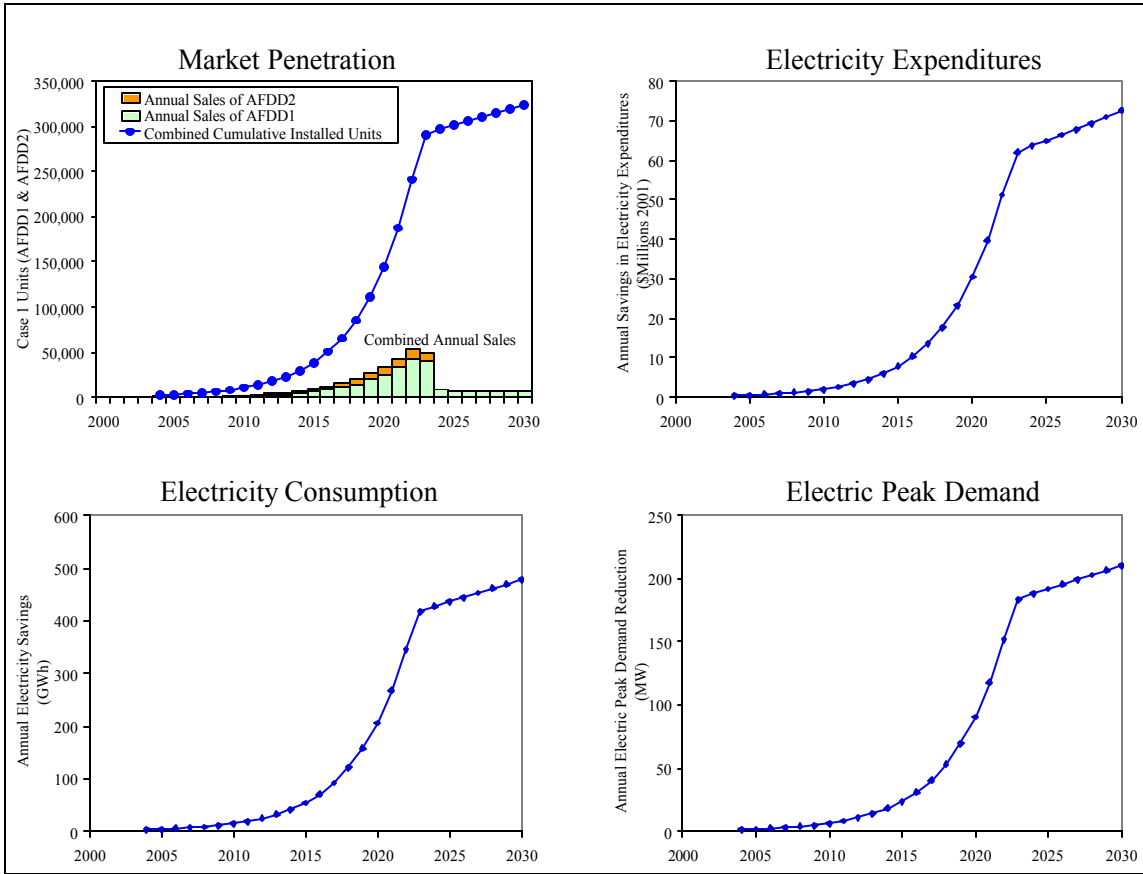 Market Penetration
350,000
300,000
250,000
200,000
150,000
100,000
50,000
0
Case 1 Units (AFDD1 & AFDD2)
Annual Sales of AFDD2
Annual Sales of AFDD1
Combined Cumulative Installed Units
Combined Annual Sales
2000 2005 2010 2015 2020 2025 2030
Electricity Expenditures
80
70
60
50
40
30
20
10
0
Annual Savings in Electricity Expenditures
($Millions 2001)
2000 2005 2010 2015 2020 2025 2030
Electricity Consumption
600
500
400
300
200
100
0
Annual Electricity Savings
(GWh)
2000 2005 2010 2015 2020 2025 2030
Electric Peak Demand
250
200
150
100
50
0
Annual Electric Peak Demand Reduction
(MW)
2000 2005 2010 2015 2020 2025 2030